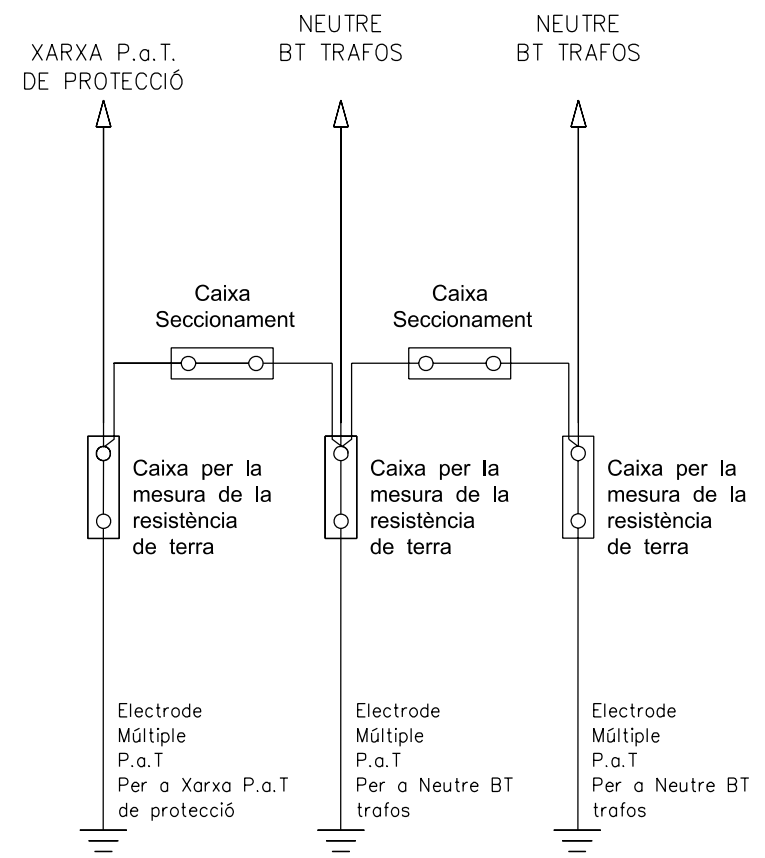 XARXA P.a.T.
DE PROTECCIÓ
NEUTRE
BT TRAFOS
NEUTRE
BT TRAFOS
Caixa
Seccionament
Caixa
Seccionament
Caixa per la
mesura de la
resistència
de terra
Caixa per la
mesura de la
resistència
de terra
Caixa per la
mesura de la
resistència
de terra
Electrode
Múltiple
P.a.T
Per a Xarxa P.a.T
de protecció
Electrode
Múltiple
P.a.T
Per a Neutre BT
trafos
Electrode
Múltiple
P.a.T
Per a Neutre BT
trafos